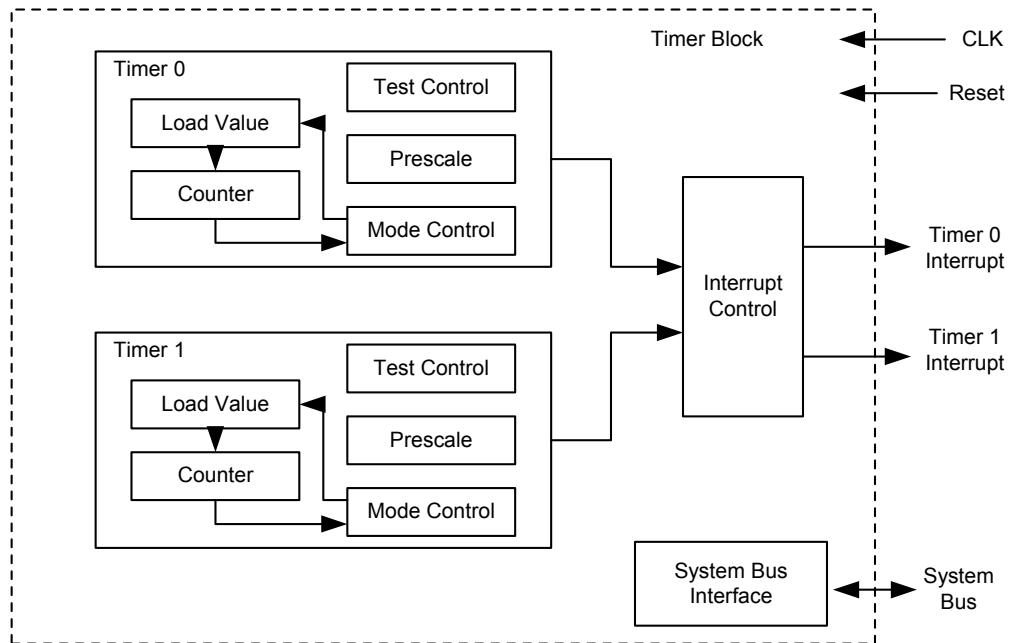 Timer Block
CLK
Reset
Timer 0
Test Control
Load Value
Prescale
Counter
Mode Control
Interrupt
Control
Timer 0
Interrupt
Timer 1
Interrupt
Timer 1
Test Control
Load Value
Prescale
Counter
Mode Control
System Bus
Interface
System
Bus